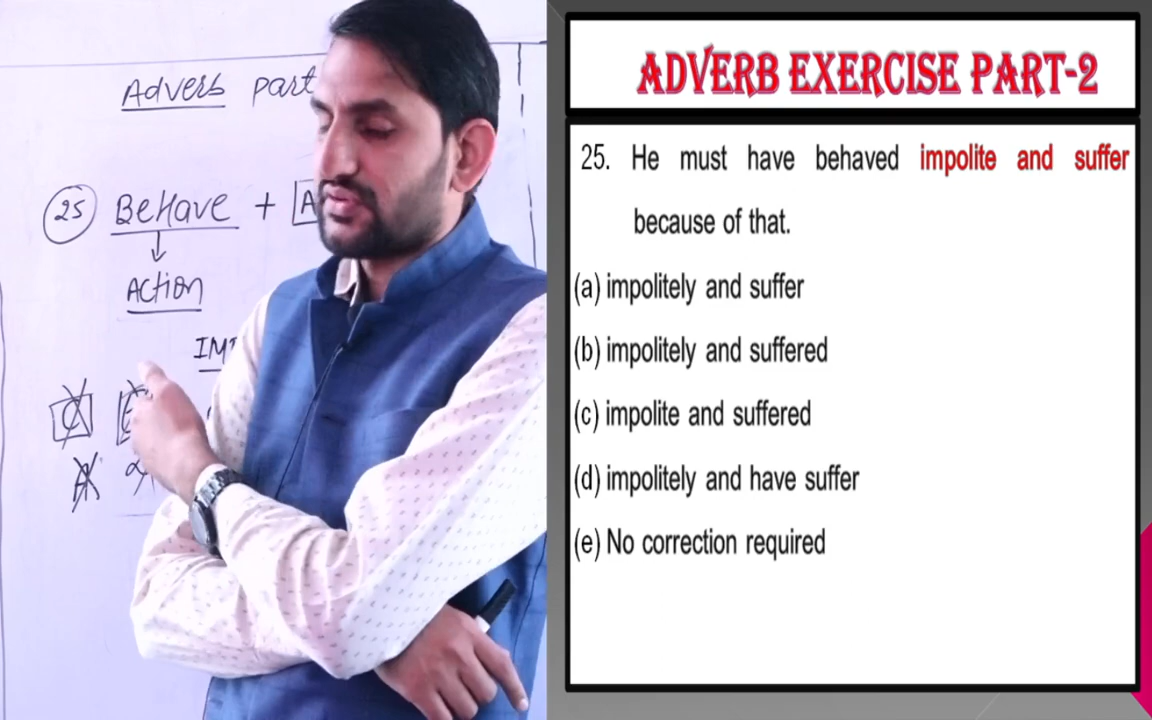 Adverb part
25 BeHave + A
Action
IMP
C
A
ADVERB EXERCISE PART-2
25. He must have behaved impolite and suffer
because of that.
(a) impolitely and suffer
(b) impolitely and suffered
(c) impolite and suffered
(d) impolitely and have suffer
(e) No correction required